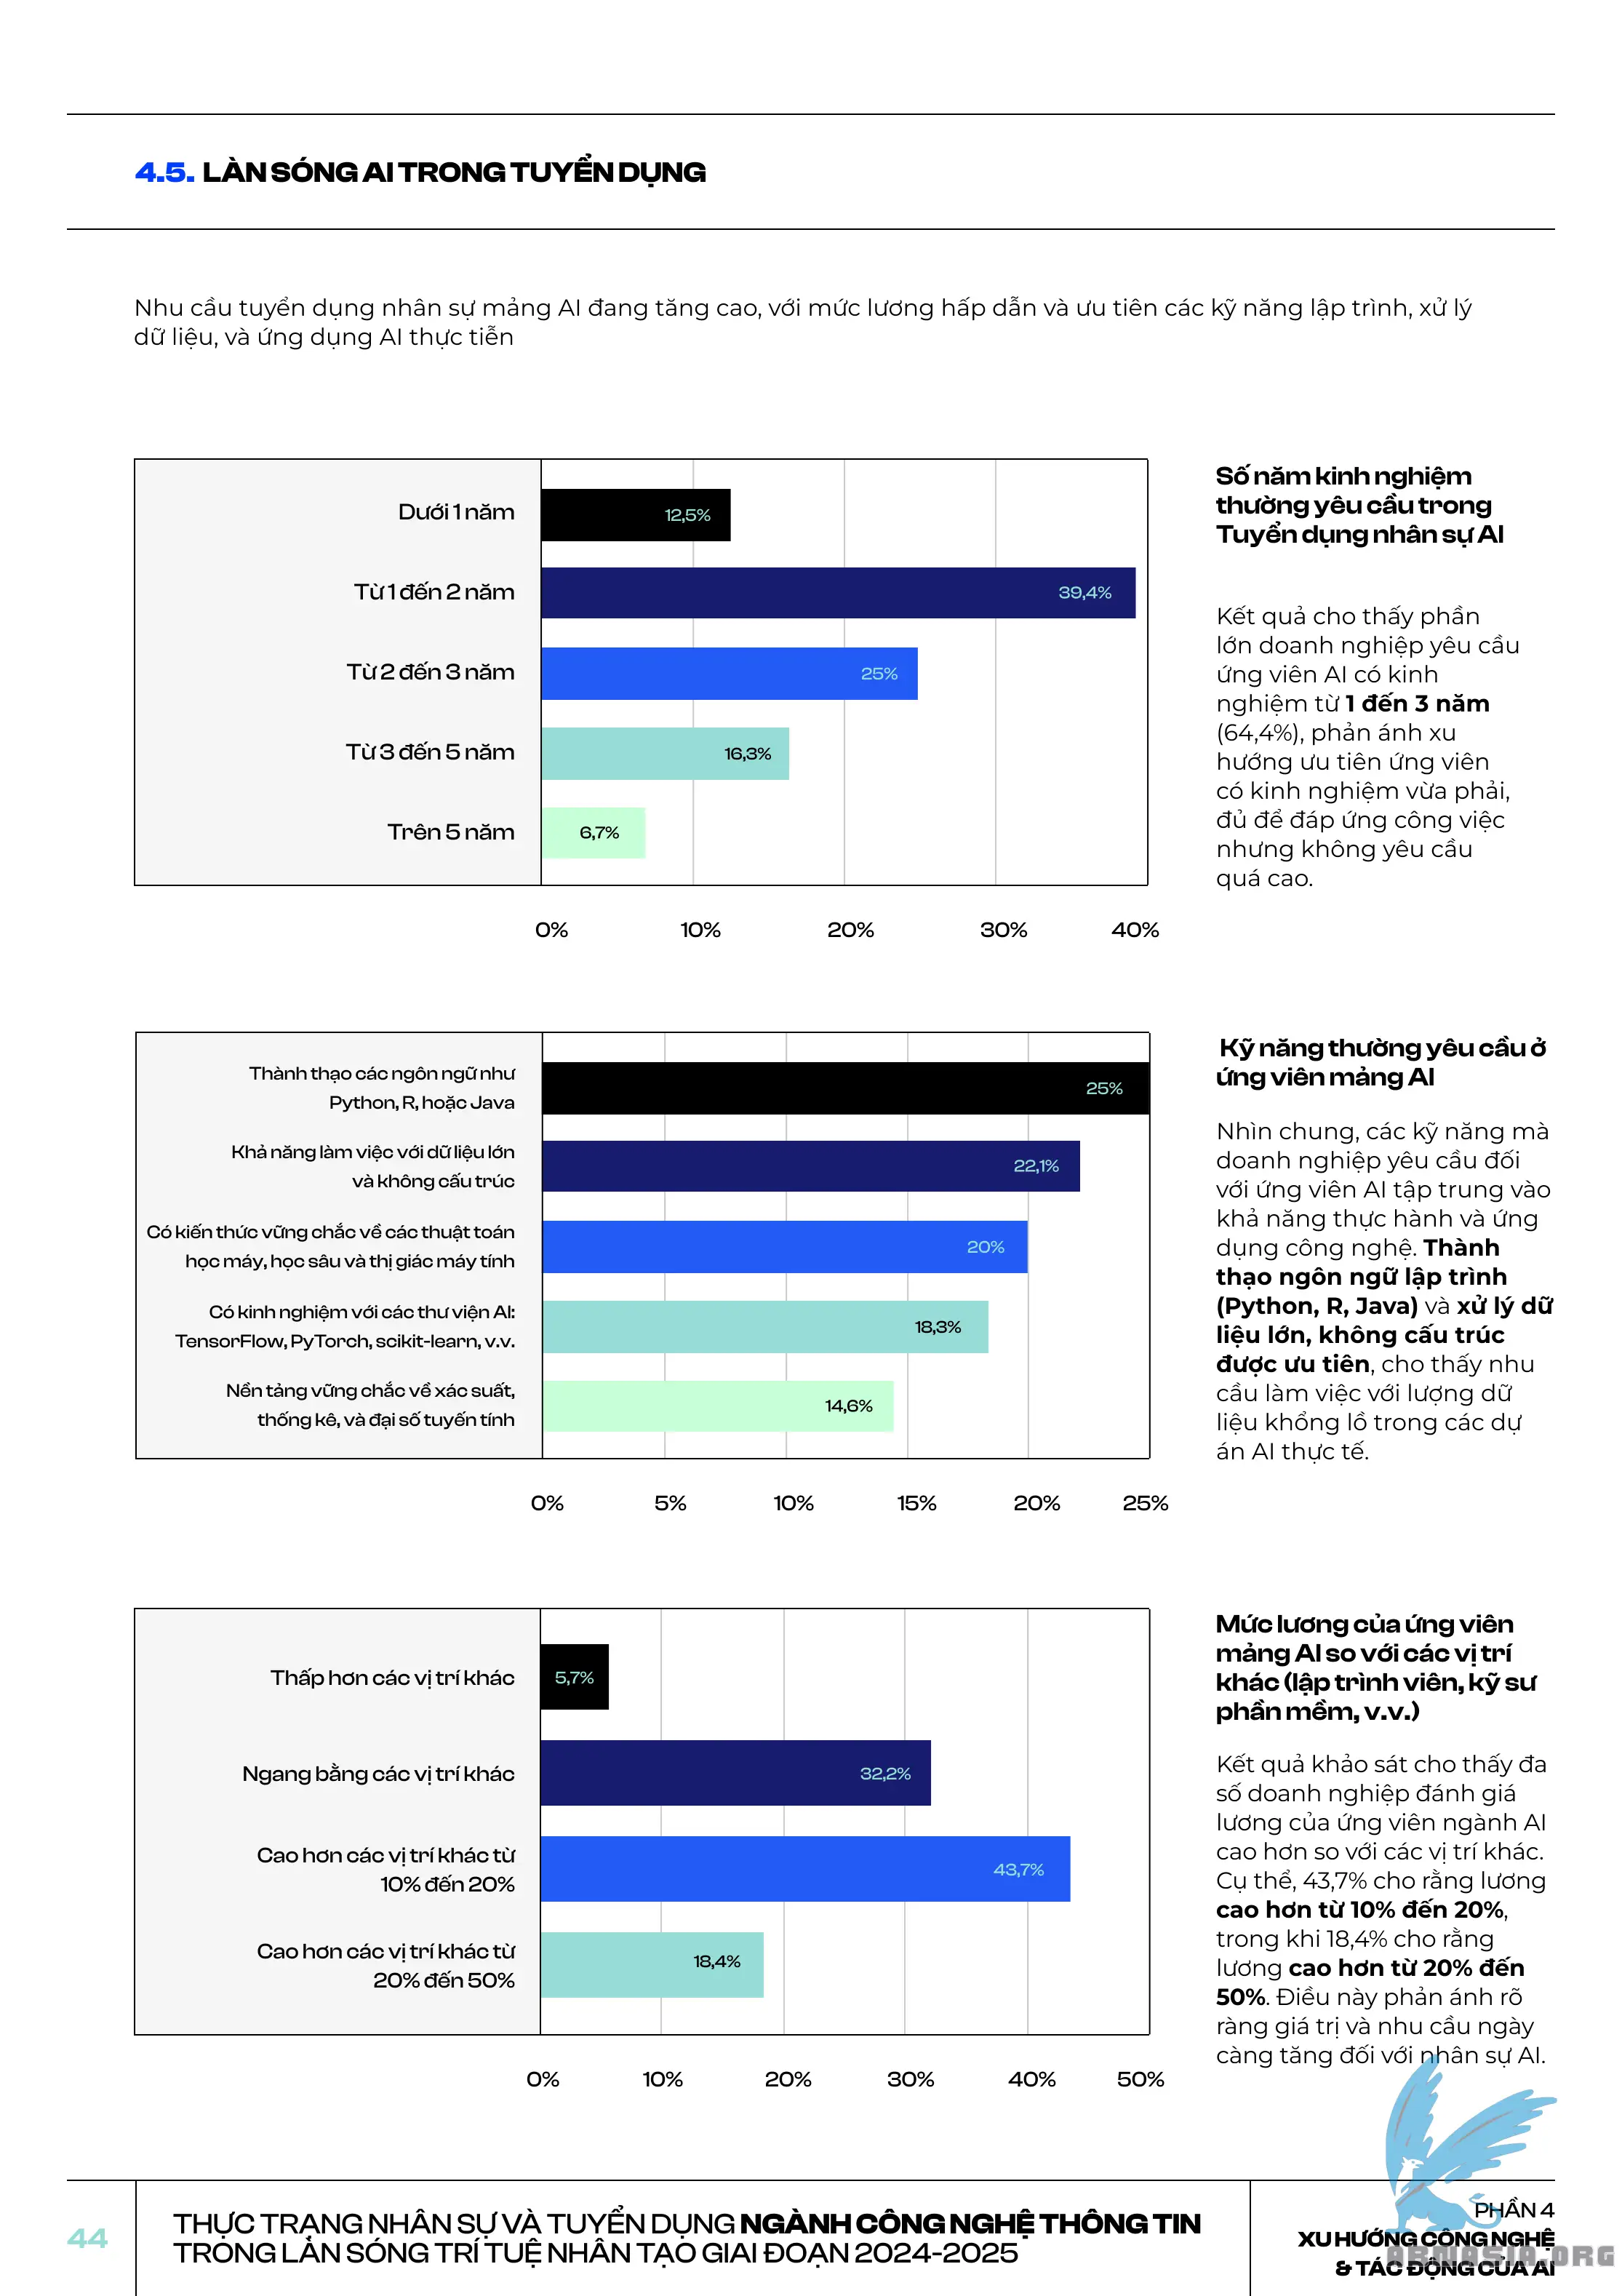 4.5. LÀN SÓNG AI TRONG TUYỂN DỤNG
Nhu cầu tuyển dụng nhân sự mảng AI đang tăng cao, với mức lương hấp dẫn và ưu tiên các kỹ năng lập trình, xử lý
dữ liệu, và ứng dụng AI thực tiễn
Dưới 1 năm
12,5%
Từ 1 đến 2 năm
39,4%
Từ 2 đến 3 năm
25%
Từ 3 đến 5 năm
16,3%
Trên 5 năm
6,7%
0% 10% 20% 30% 40%
Số năm kinh nghiệm
thường yêu cầu trong
Tuyển dụng nhân sự AI
Kết quả cho thấy phần
lớn doanh nghiệp yêu cầu
ứng viên AI có kinh
nghiệm từ 1 đến 3 năm
(64,4%), phản ánh xu
hướng ưu tiên ứng viên
có kinh nghiệm vừa phải,
đủ để đáp ứng công việc
nhưng không yêu cầu
quá cao.
Thành thạo các ngôn ngữ như
Python, R, hoặc Java
25%
Khả năng làm việc với dữ liệu lớn
và không cấu trúc
22,1%
Có kiến thức vững chắc về các thuật toán
học máy, học sâu và thị giác máy tính
20%
Có kinh nghiệm với các thư viện AI:
TensorFlow, PyTorch, scikit-learn, v.v.
18,3%
Nền tảng vững chắc về xác suất,
thống kê, và đại số tuyến tính
14,6%
0% 5% 10% 15% 20% 25%
Kỹ năng thường yêu cầu ở
ứng viên mảng AI
Nhìn chung, các kỹ năng mà
doanh nghiệp yêu cầu đối
với ứng viên AI tập trung vào
khả năng thực hành và ứng
dụng công nghệ. Thành
thạo ngôn ngữ lập trình
(Python, R, Java) và xử lý dữ
liệu lớn, không cấu trúc
được ưu tiên, cho thấy nhu
cầu làm việc với lượng dữ
liệu khổng lồ trong các dự
án AI thực tế.
Thấp hơn các vị trí khác
5,7%
Ngang bằng các vị trí khác
32,2%
Cao hơn các vị trí khác từ
10% đến 20%
43,7%
Cao hơn các vị trí khác từ
20% đến 50%
18,4%
0% 10% 20% 30% 40% 50%
Mức lương của ứng viên
mảng AI so với các vị trí
khác (lập trình viên, kỹ sư
phần mềm, v.v.)
Kết quả khảo sát cho thấy đa
số doanh nghiệp đánh giá
lương của ứng viên ngành AI
cao hơn so với các vị trí khác.
Cụ thể, 43,7% cho rằng lương
cao hơn từ 10% đến 20%,
trong khi 18,4% cho rằng
lương cao hơn từ 20% đến
50%. Điều này phản ánh rõ
ràng giá trị và nhu cầu ngày
càng tăng đối với nhân sự AI.
44
THỰC TRẠNG NHÂN SỰ VÀ TUYỂN DỤNG NGÀNH CÔNG NGHỆ THÔNG TIN
TRONG LÀN SÓNG TRÍ TUỆ NHÂN TẠO GIAI ĐOẠN 2024-2025
PHẦN 4
XU HƯỚNG CÔNG NGHỆ
& TÁC ĐỘNG CỦA AI
ARMASIA.ORG